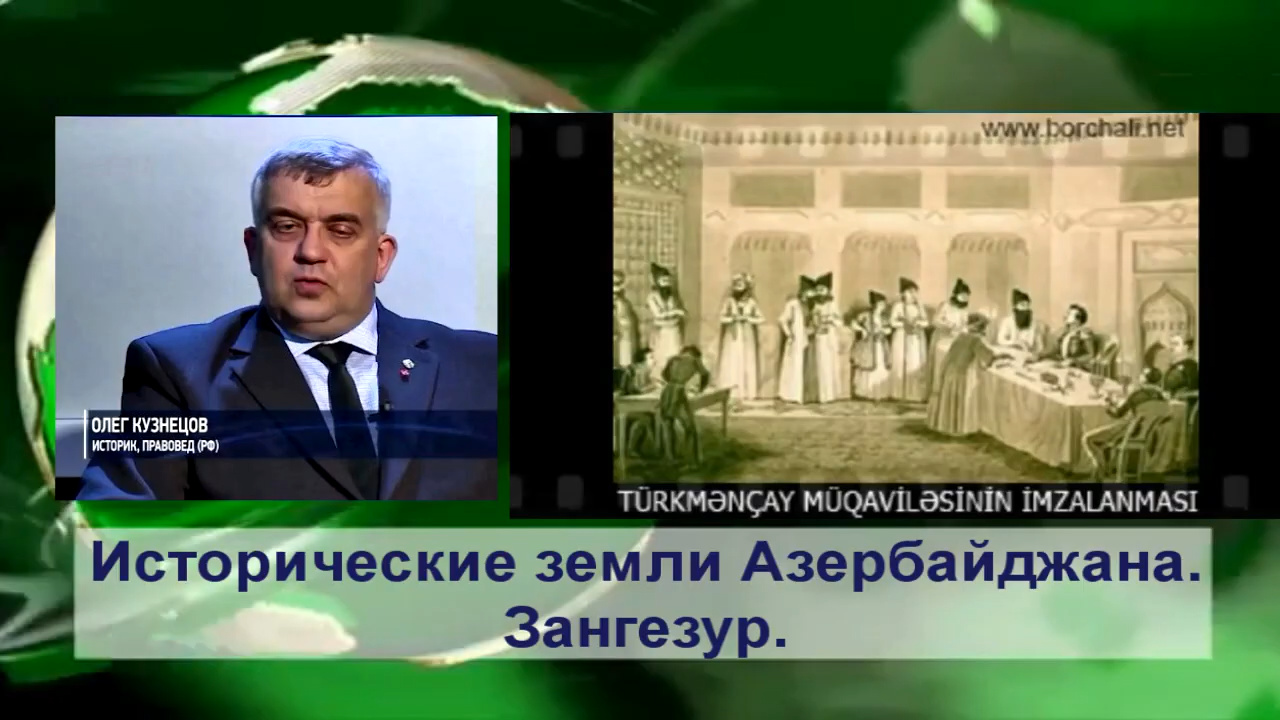 www.borchali.net
ОЛЕГ КУЗНЕЦОВ
ИСТОРИК, ПРАВОВЕД (РФ)
TÜRKMƏNÇAY MÜQAVİLƏSİNİN İMZALANMASI
Исторические земли Азербайджана.
Зангезур.